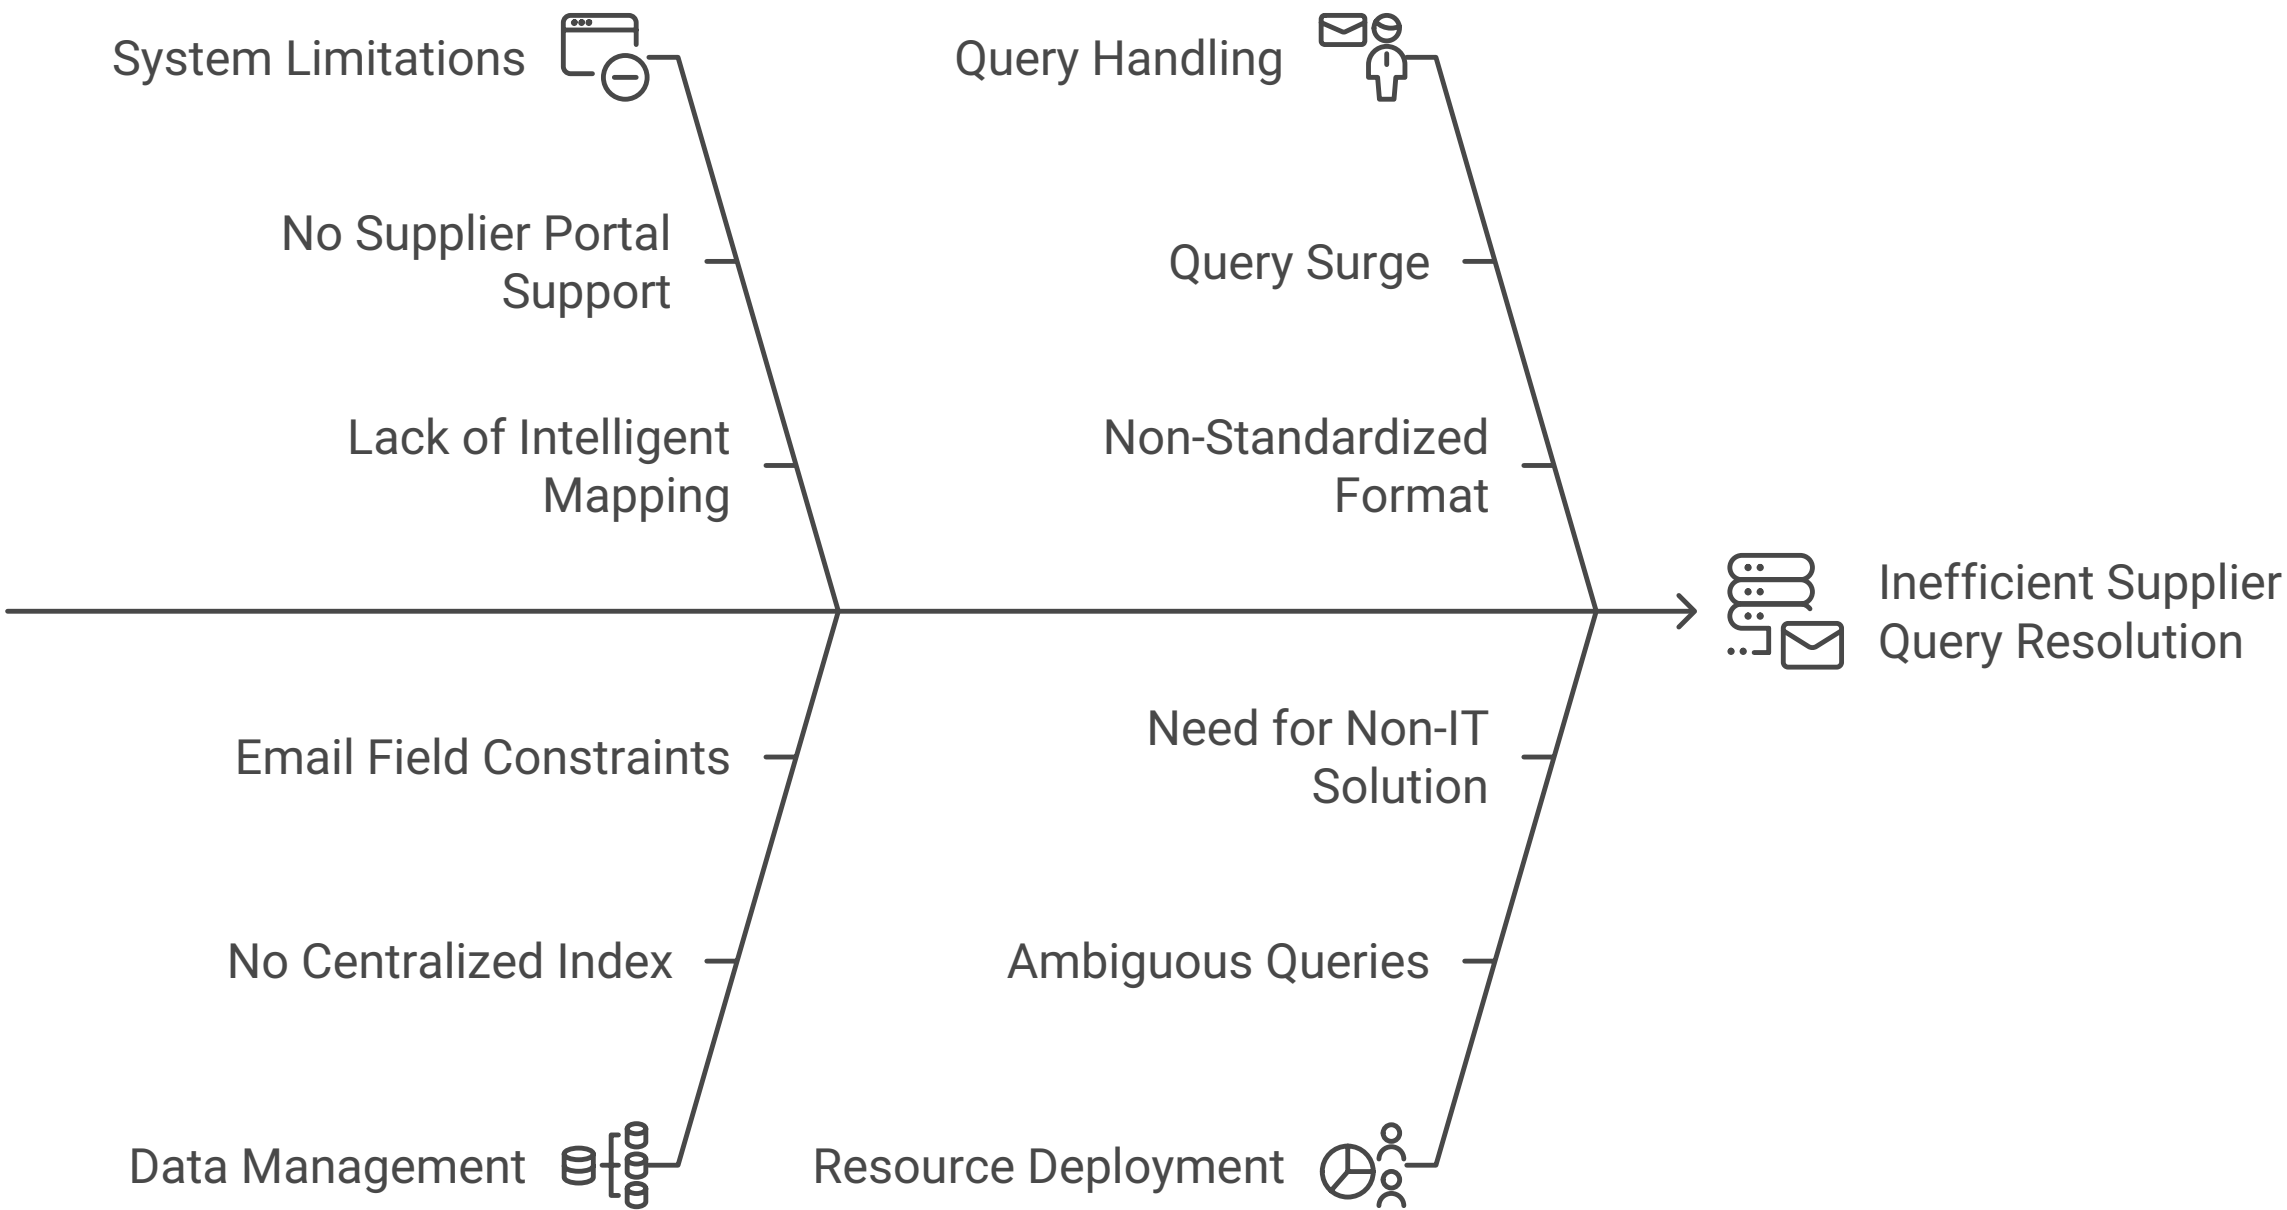 System Limitations
Query Handling
No Supplier Portal
Support
Query Surge
Lack of Intelligent
Mapping
Non-Standardized
Format
Inefficient Supplier
Query Resolution
Need for Non-IT
Solution
Email Field Constraints
No Centralized Index
Ambiguous Queries
Data Management
Resource Deployment